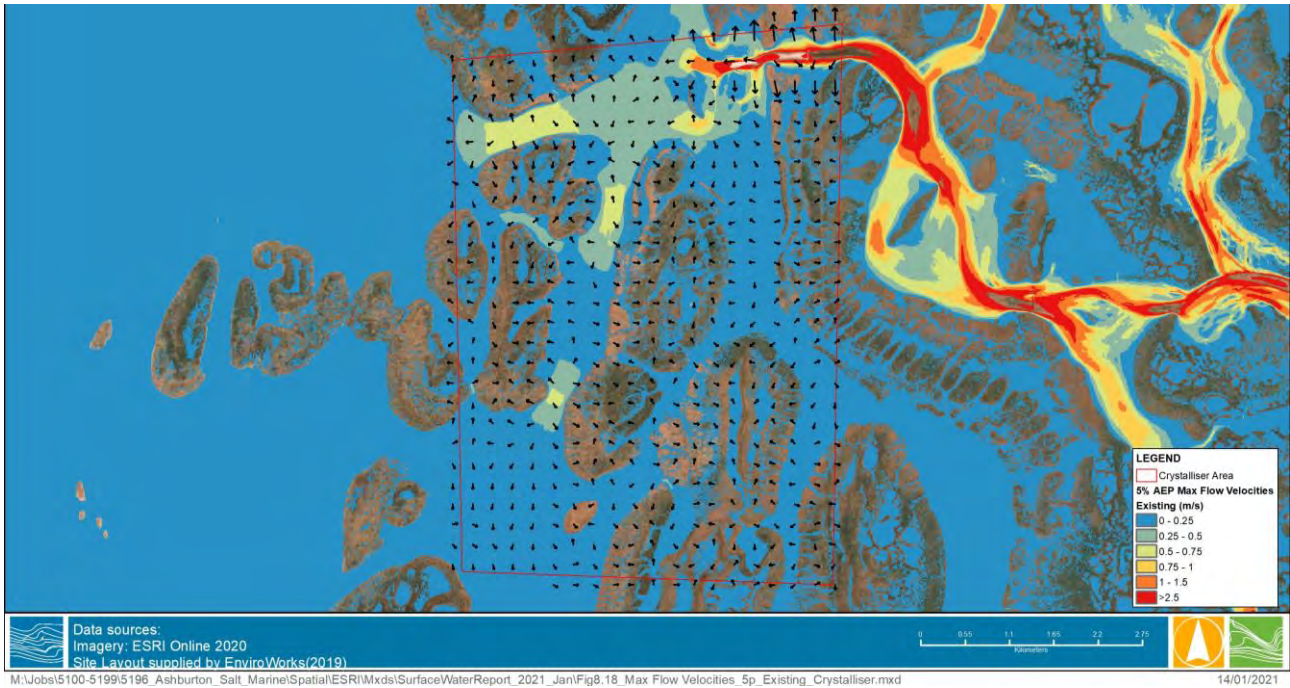 LEGEND
Crystalliser Area
5% AEP Max Flow Velocities
Existing (m/s)
0 - 0.25
0.25 - 0.5
0.5 - 0.75
0.75 - 1
1 - 1.5
>2.5
Data sources:
Imagery: ESRI Online 2020
Site Layout supplied by EnviroWorks(2019)
0 0.55 1.1 1.65 2.2 2.75
Kilometers
M:\Jobs\5100-5199\5196_Ashburton_Salt_Marine\Spatial\ESRI\Mxds\SurfaceWaterReport_2021_Jan\Fig8.18_Max Flow Velocities_5p_Existing_Crystalliser.mxd
14/01/2021